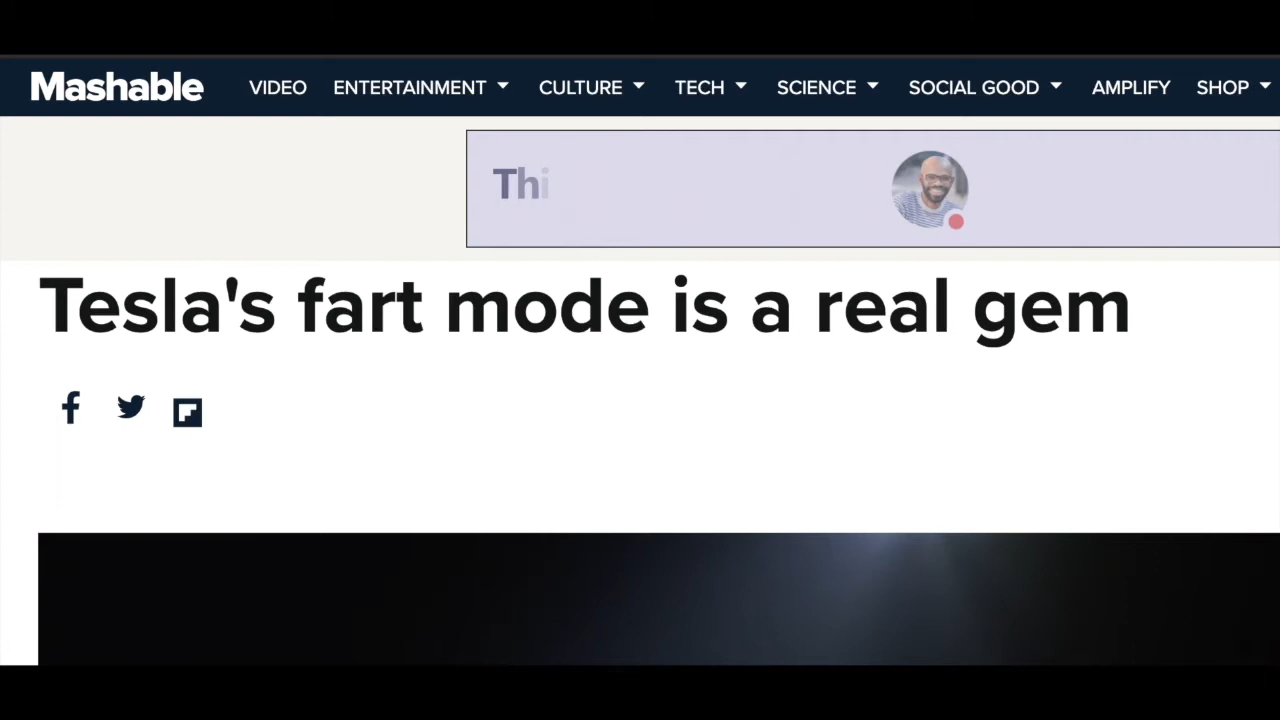 Mashable VIDEO ENTERTAINMENT CULTURE TECH SCIENCE SOCIAL GOOD AMPLIFY SHOP
Thi
Tesla's fart mode is a real gem